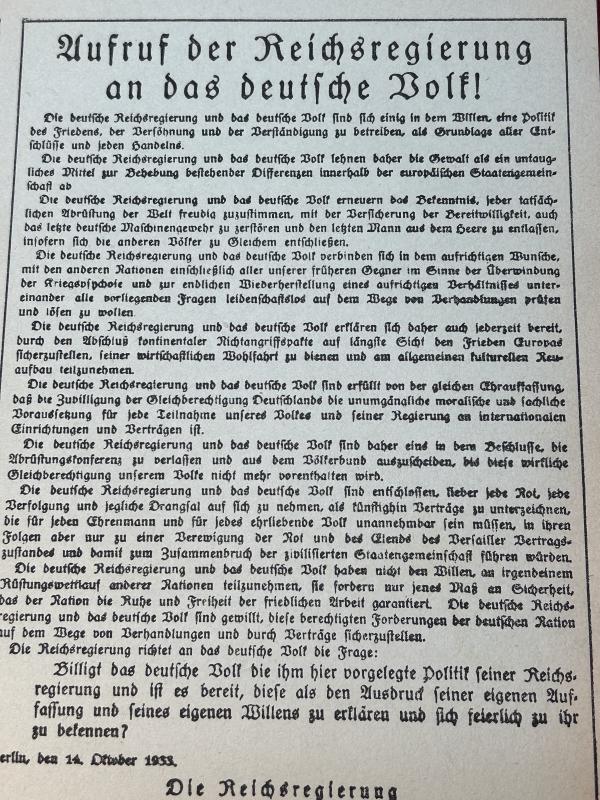 Aufruf der Reichsregierung
an das deutsche Volk!
Die deutsche Reichsregierung und das deutsche Volk sind sich einig in dem Willen, eine Politik
des Friedens, der Versöhnung und der Verständigung zu betreiben, als Grundlage aller Ent-
schlüsse und jeden Handelns.
Die deutsche Reichsregierung und das deutsche Volk lehnen daher die Gewalt als ein untaug-
liches Mittel zur Behebung bestehender Differenzen innerhalb der europäischen Staatengemein-
schaft ab
Die deutsche Reichsregierung und das deutsche Volk erneuern das Bekenntnis, jeder tatsäch-
lichen Abrüstung der Welt freudig zuzustimmen, mit der Versicherung der Bereitwilligkeit, auch
das letzte deutsche Maschinengewehr zu zerstören und den letzten Mann aus dem Heere zu entlassen,
insofern sich die anderen Völker zu Gleichem entschließen.
Die deutsche Reichsregierung und das deutsche Volk verbinden sich in dem aufrichtigen Wunsche,
mit den anderen Nationen einschließlich aller unserer früheren Gegner im Sinne der Überwindung
der Kriegspsychose und zur endlichen Wiederherstellung eines aufrichtigen Verhältnisses unter-
einander alle vorliegenden Fragen leidenschaftslos auf dem Wege von Verhandlungen prüfen
und lösen zu wollen.
Die deutsche Reichsregierung und das deutsche Volk erklären sich daher auch jederzeit bereit,
durch den Abschluß kontinentaler Nichtangriffspakte auf längste Sicht den Frieden Europas
sicherzustellen, seiner wirtschaftlichen Wohlfahrt zu dienen und am allgemeinen kulturellen Neu-
aufbau teilzunehmen.
Die deutsche Reichsregierung und das deutsche Volk sind erfüllt von der gleichen Ehrauffassung,
daß die Zubilligung der Gleichberechtigung Deutschlands die unumgängliche moralische und sachliche
Voraussetzung für jede Teilnahme unseres Volkes und seiner Regierung an internationalen
Einrichtungen und Verträgen ist.
Die deutsche Reichsregierung und das deutsche Volk sind daher eins in dem Beschlusse, die
Abrüstungskonferenz zu verlassen und aus dem Völkerbund auszuscheiden, bis diese wirkliche
Gleichberechtigung unserem Volke nicht mehr vorenthalten wird.
Die deutsche Reichsregierung und das deutsche Volk sind entschlossen, lieber jede Not, jede
Verfolgung und jegliche Drangsal auf sich zu nehmen, als künftighin Verträge zu unterzeichnen,
die für jeden Ehrenmann und für jedes ehrliebende Volk unannehmbar sein müssen, in ihren
Folgen aber nur zu einer Verewigung der Not und des Elends des Versailler Vertrags-
zustandes und damit zum Zusammenbruch der zivilisierten Staatengemeinschaft führen würden.
Die deutsche Reichsregierung und das deutsche Volk haben nicht den Willen, an irgendeinem
Rüstungswettlauf anderer Nationen teilzunehmen, sie fordern nur jenes Maß an Sicherheit,
das der Nation die Ruhe und Freiheit der friedlichen Arbeit garantiert. Die deutsche Reichs-
regierung und das deutsche Volk sind gewillt, diese berechtigten Forderungen der deutschen Nation
auf dem Wege von Verhandlungen und durch Verträge sicherzustellen.
Die Reichsregierung richtet an das deutsche Volk die Frage:
Billigt das deutsche Volk die ihm hier vorgelegte Politik seiner Reichs-
regierung und ist es bereit, diese als den Ausdruck seiner eigenen Auf-
fassung und seines eigenen Willens zu erklären und sich feierlich zu ihr
zu bekennen?
erlin, den 14. Oktober 1933.
Die Reichsregierung